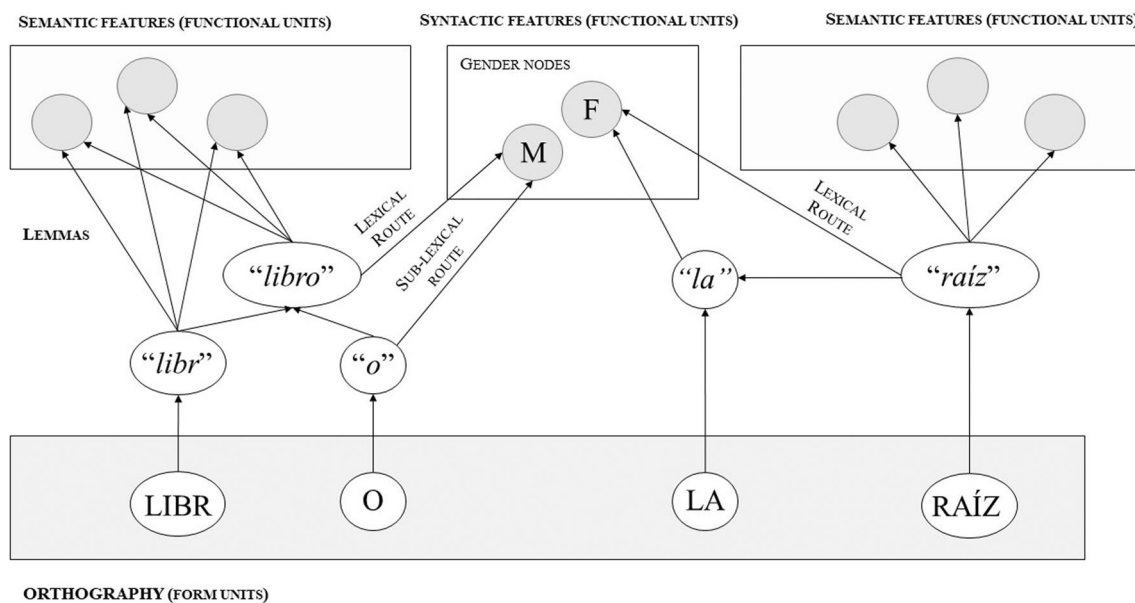 SEMANTIC FEATURES (FUNCTIONAL UNITS)
SYNTACTIC FEATURES (FUNCTIONAL UNITS)
SEMANTIC FEATURES (FUNCTIONAL UNITS)
GENDER NODES
F
M
LEXICAL
ROUTE
SUB-LEXICAL
ROUTE
LEXICAL
ROUTE
LEMMAS
“libro”
“la”
“raíz”
“libr”
“o”
LIBR
O
LA
RAÍZ
ORTHOGRAPHY (FORM UNITS)